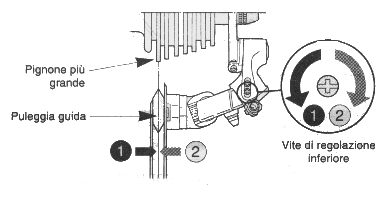 Pignone più
grande
Puleggia guida
1
2
1
2
Vite di regolazione
inferiore